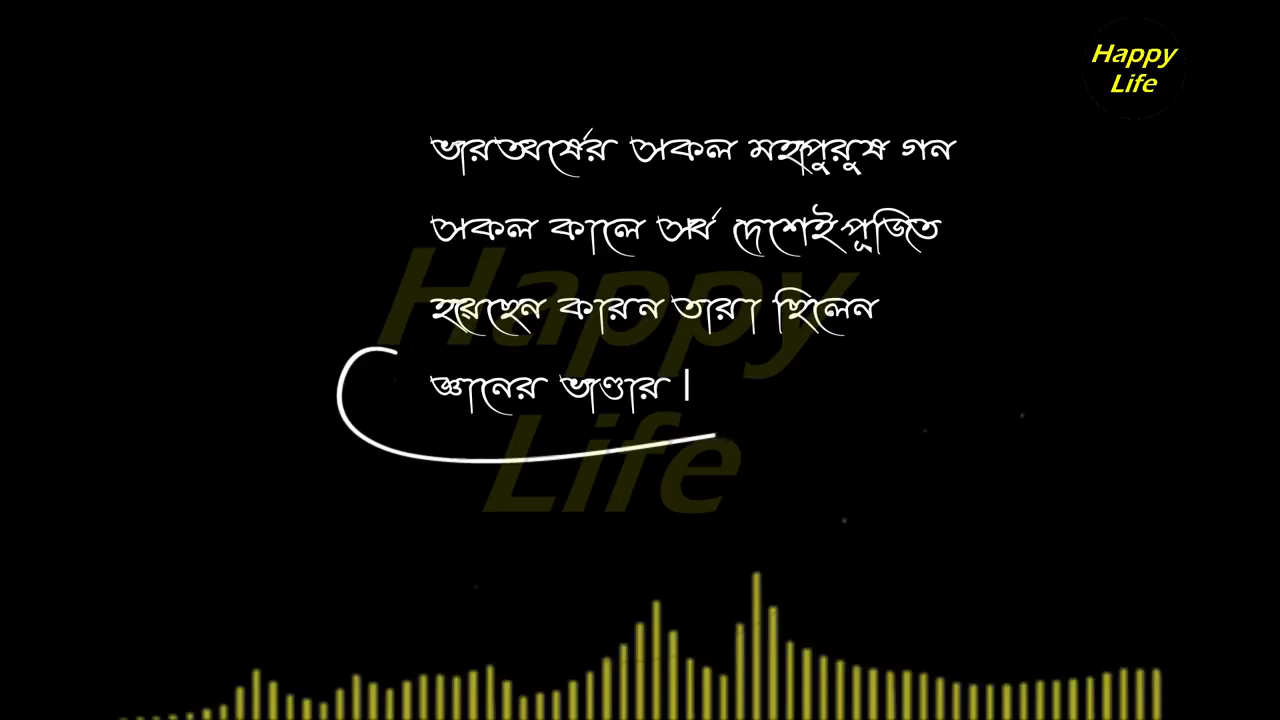 Happy
Life
ভারতবর্ষের সকল মহাপুরুষ গন
সকল কালে সর্ব দেশেই পূজিত
হয়েছেন কারন তারা ছিলেন
জ্ঞানের ভাণ্ডার।
Happy
Life